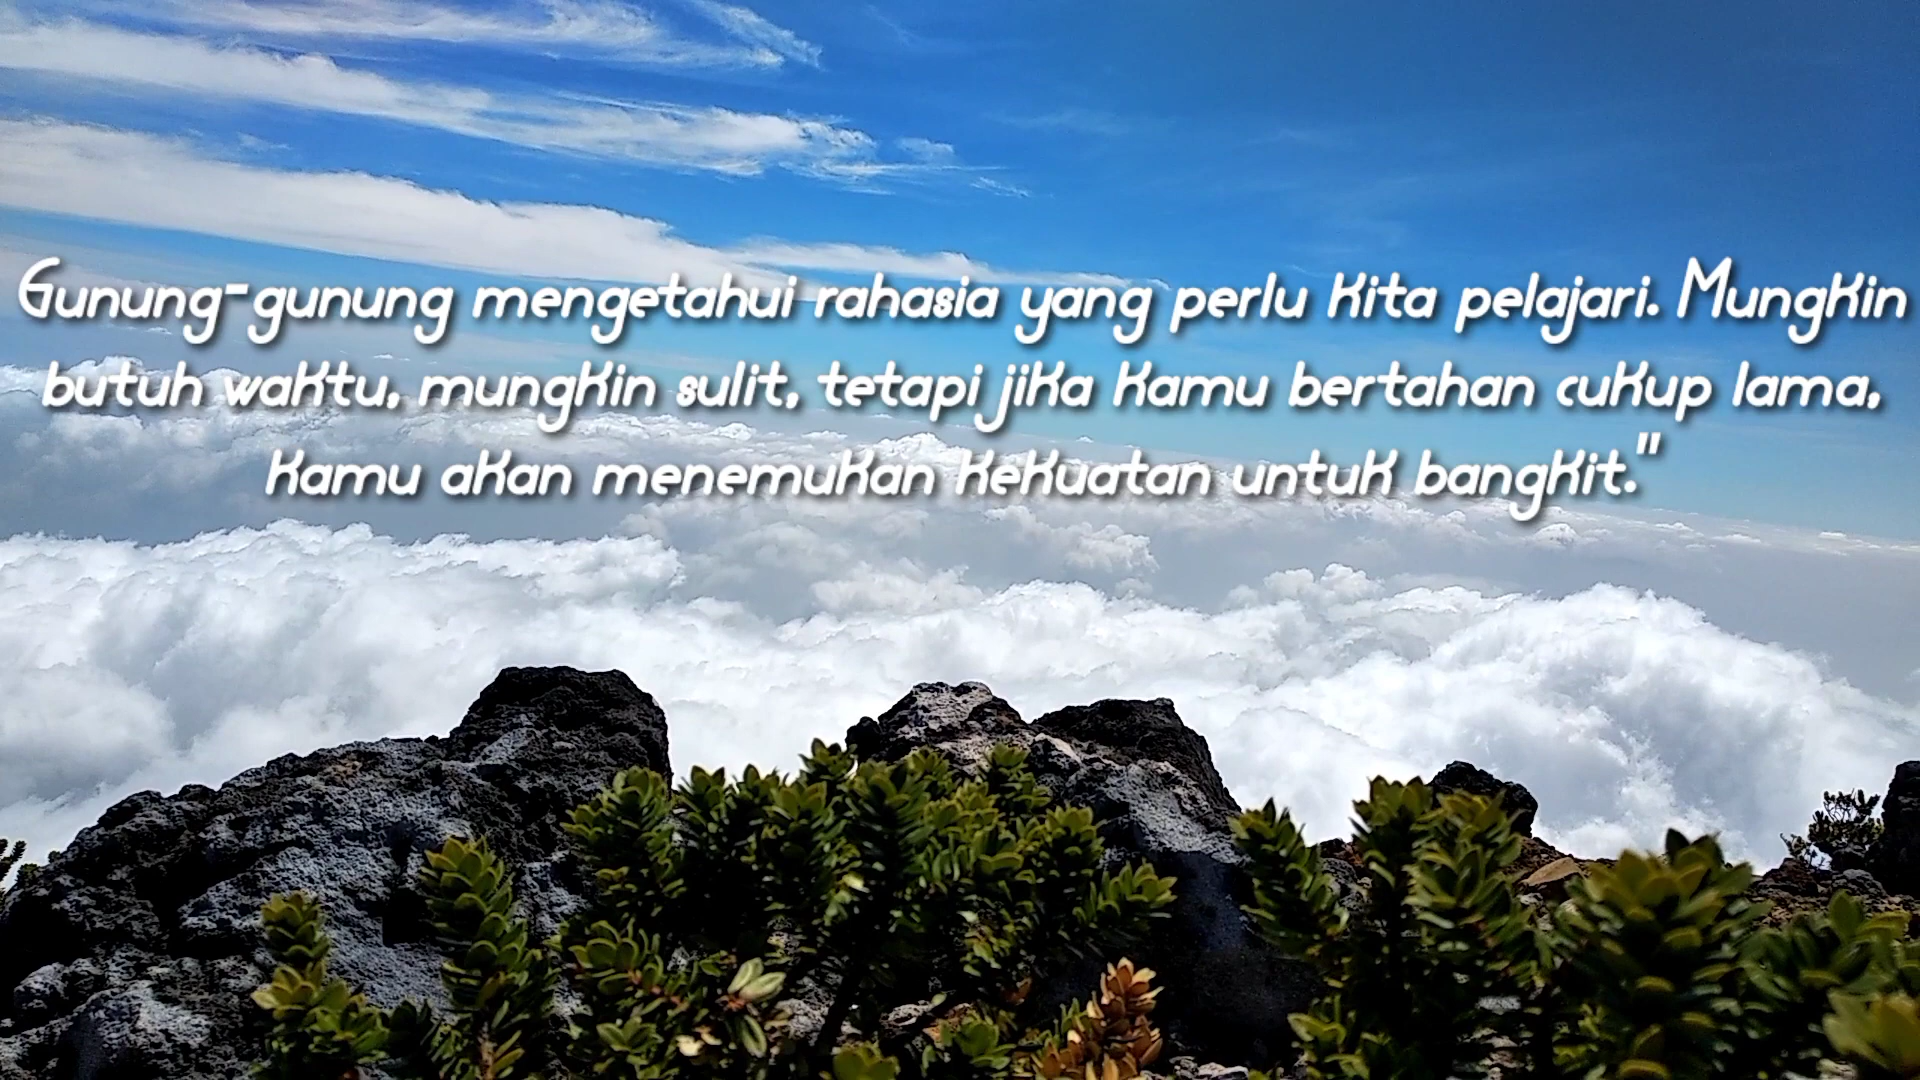 Gunung-gunung mengetahui rahasia yang perlu kita pelajari. Mungkin
butuh waktu, mungkin sulit, tetapi jika kamu bertahan cukup lama,
kamu akan menemukan kekuatan untuk bangkit."